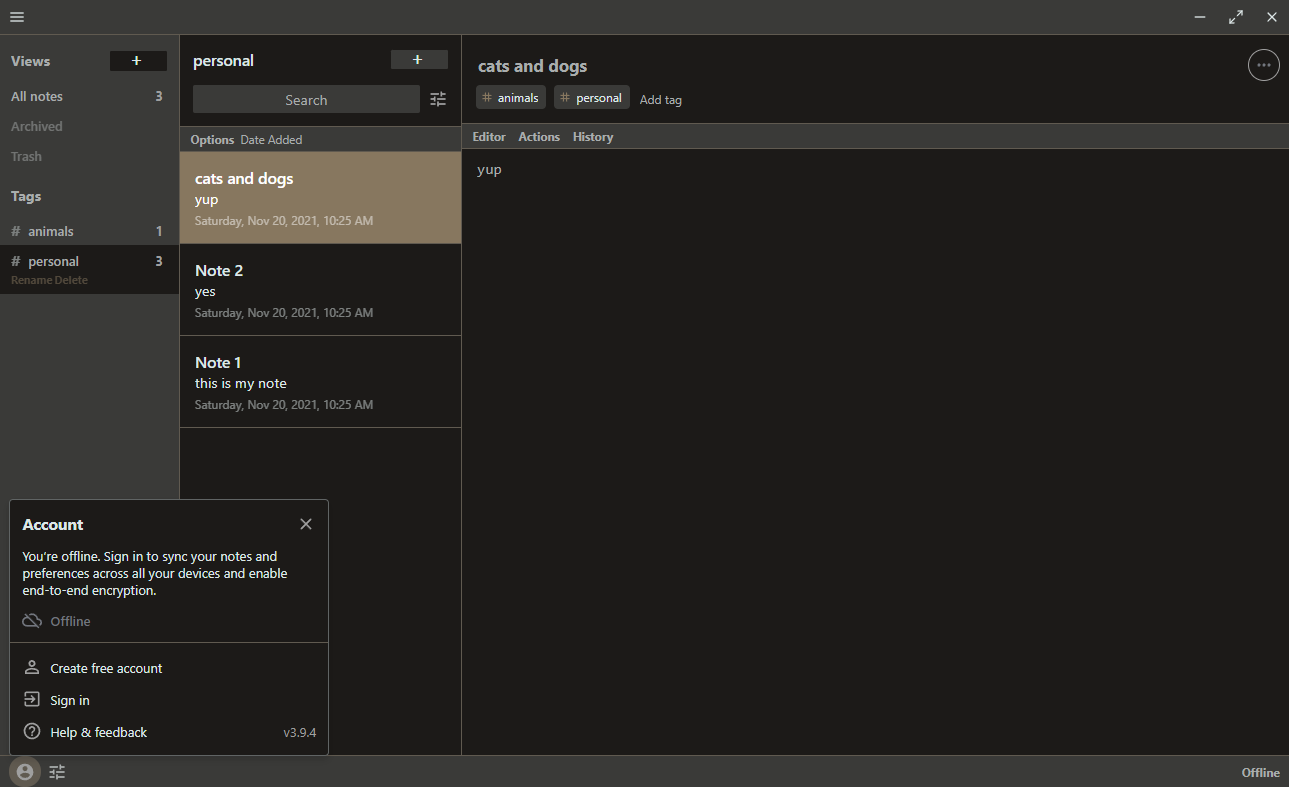 Views
+
All notes 3
Archived
Trash
Tags
# animals 1
# personal 3
Rename Delete
personal
+
Search
Options Date Added
cats and dogs
yup
Saturday, Nov 20, 2021, 10:25 AM
Note 2
yes
Saturday, Nov 20, 2021, 10:25 AM
Note 1
this is my note
Saturday, Nov 20, 2021, 10:25 AM
cats and dogs
# animals # personal Add tag
Editor Actions History
yup
Account
You're offline. Sign in to sync your notes and
preferences across all your devices and enable
end-to-end encryption.
Offline
Create free account
Sign in
Help & feedback v3.9.4
Offline